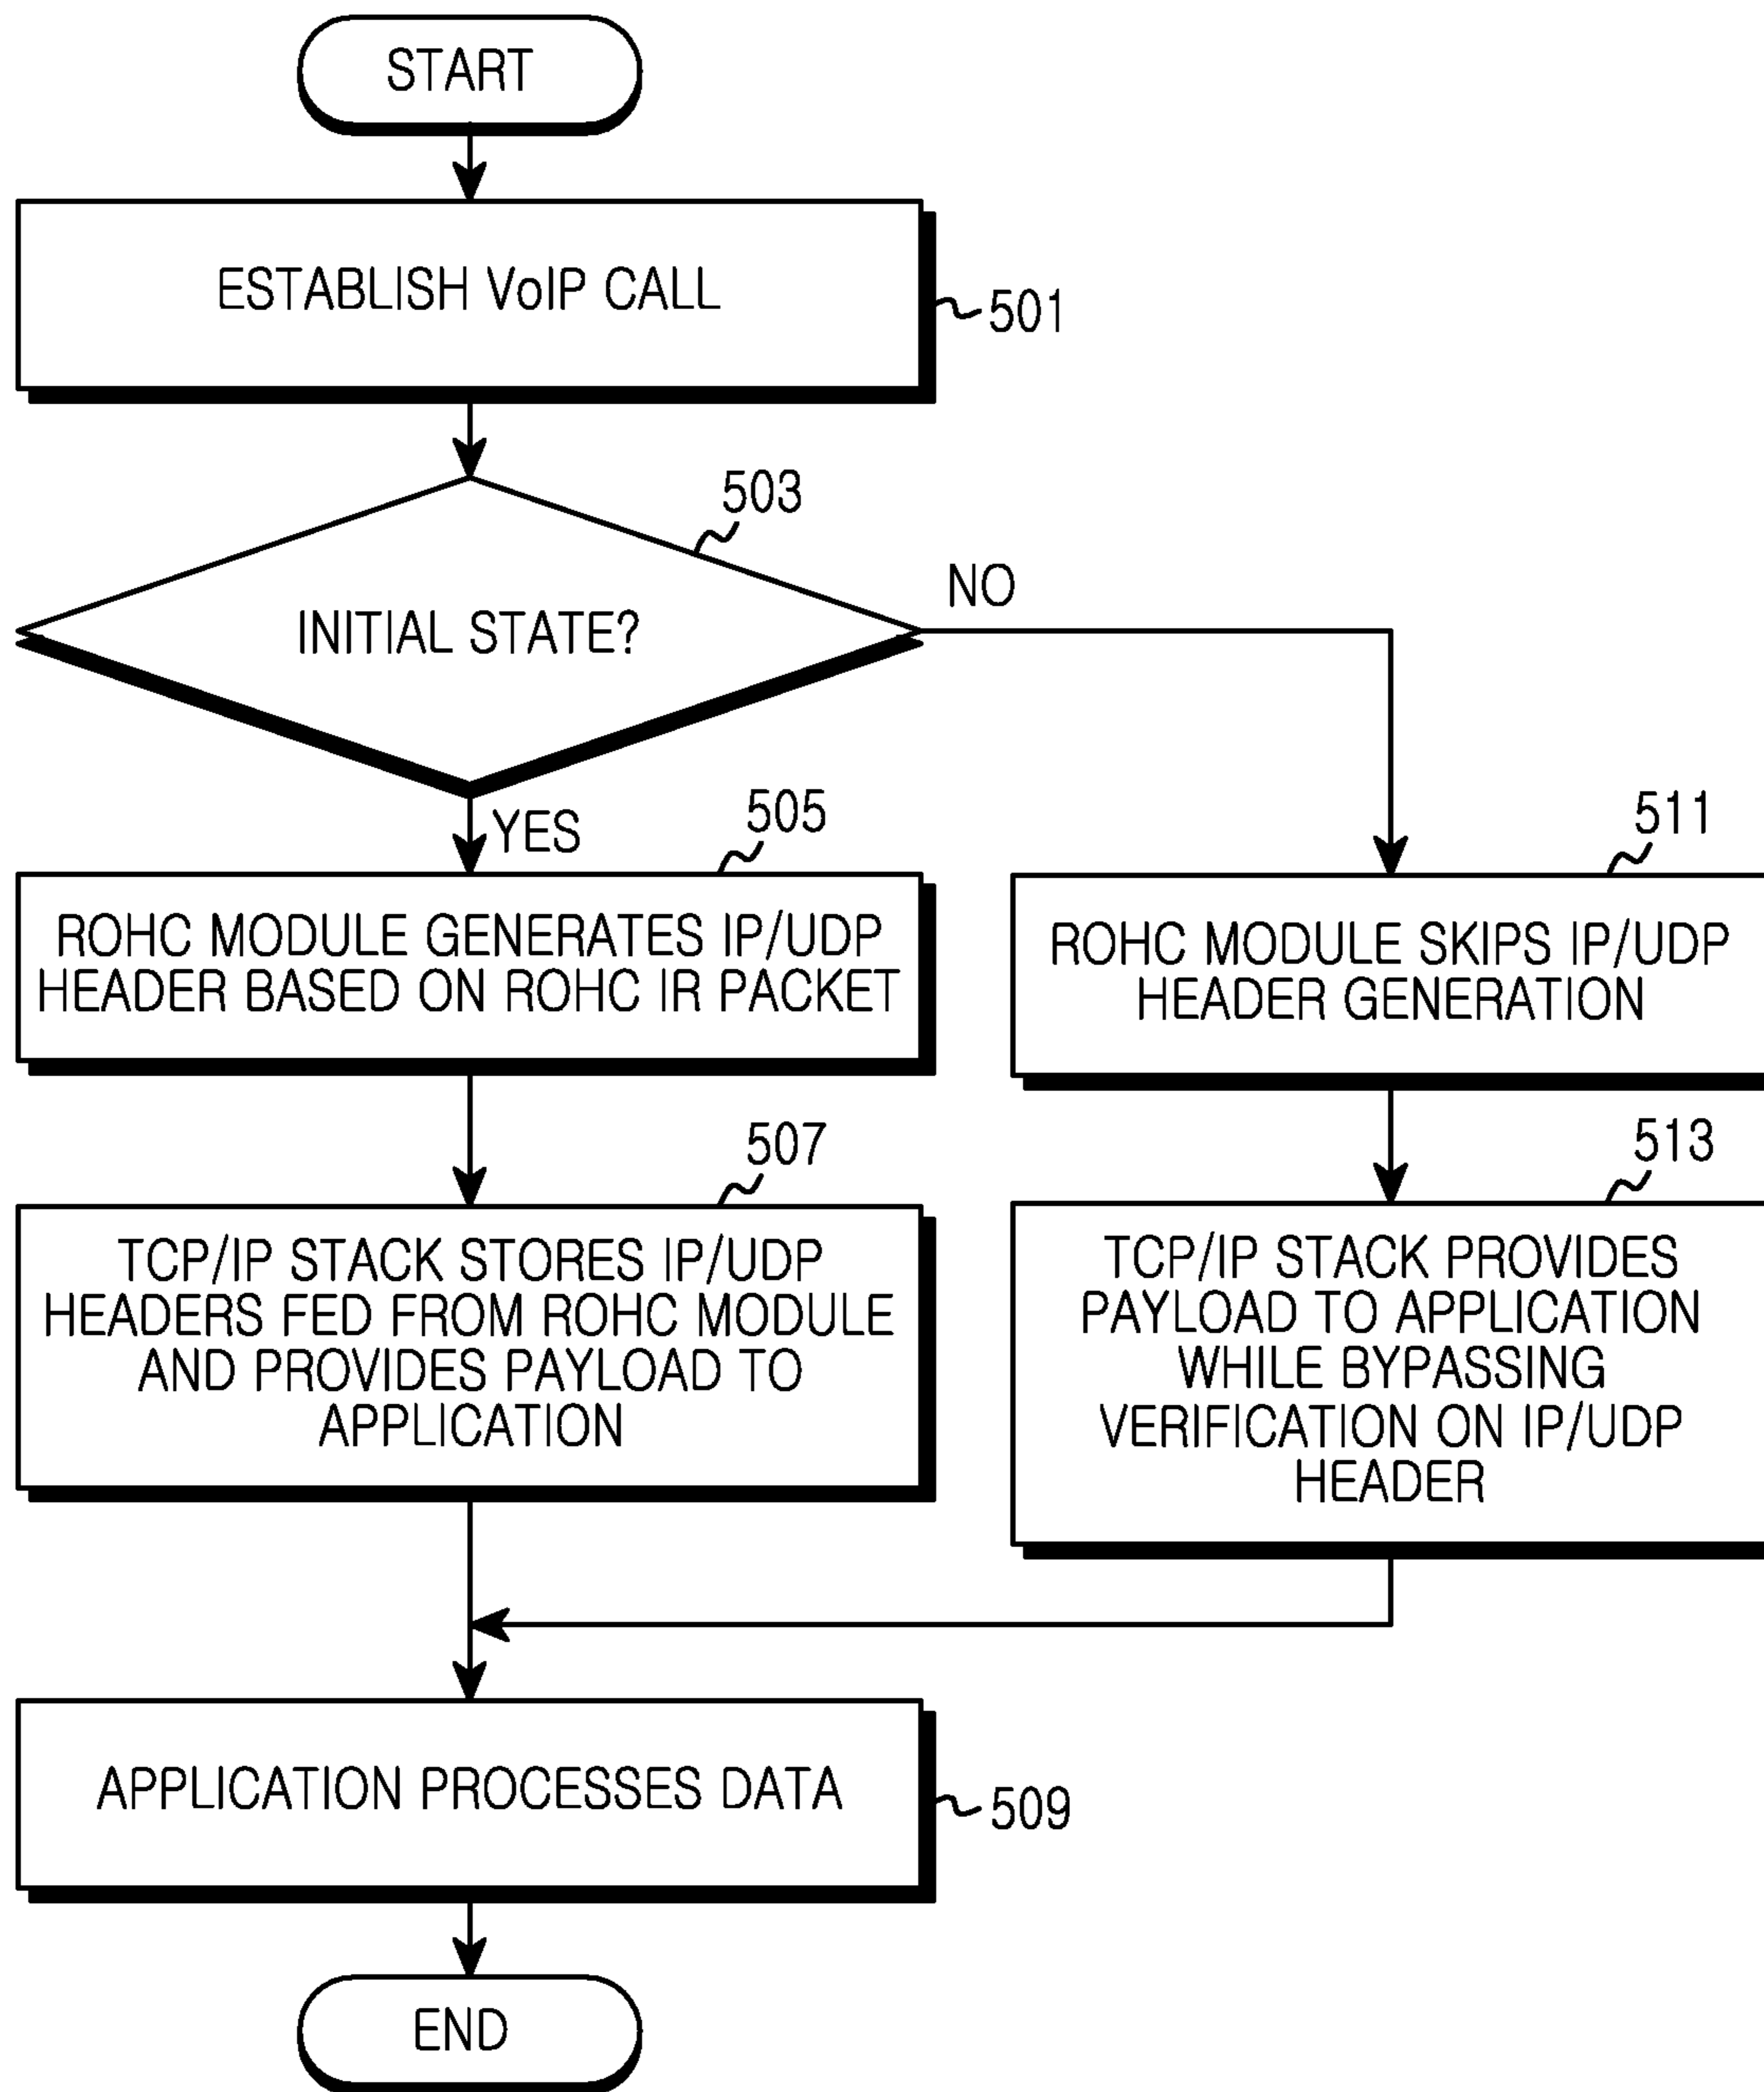 START
ESTABLISH VoIP CALL
501
503
INITIAL STATE?
NO
YES
505
ROHC MODULE GENERATES IP/UDP
HEADER BASED ON ROHC IR PACKET
511
ROHC MODULE SKIPS IP/UDP
HEADER GENERATION
507
TCP/IP STACK STORES IP/UDP
HEADERS FED FROM ROHC MODULE
AND PROVIDES PAYLOAD TO
APPLICATION
513
TCP/IP STACK PROVIDES
PAYLOAD TO APPLICATION
WHILE BYPASSING
VERIFICATION ON IP/UDP
HEADER
APPLICATION PROCESSES DATA
509
END